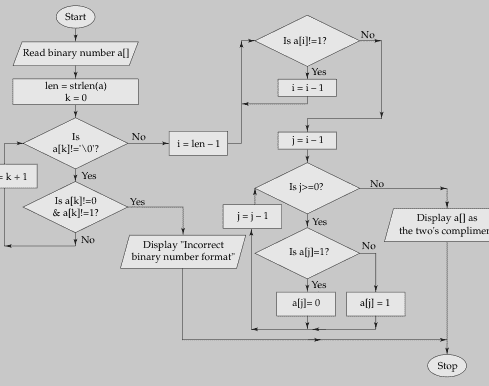 Start
Read binary number a[]
len = strlen(a)
k = 0
Is
a[k]!='\0'?
No
Yes
= k + 1
Is a[k]!=0
& a[k]!=1?
Yes
No
Display "Incorrect
binary number format"
i = len – 1
Is a[i]!=1?
No
Yes
i = i – 1
j = i – 1
Is j>=0?
No
Yes
j = j – 1
Is a[j]=1?
No
Yes
a[j]= 0
a[j] = 1
Display a[] as
the two's complimen
Stop